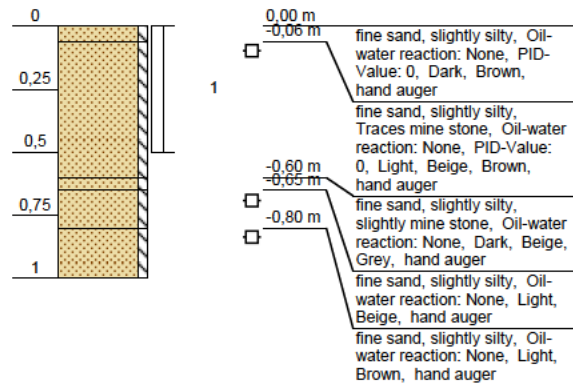 0
0,25
0,5
0,75
1
1
0,00 m
-0,06 m
fine sand, slightly silty, Oil-
water reaction: None, PID-
Value: 0, Dark, Brown,
hand auger
fine sand, slightly silty,
Traces mine stone, Oil-water
reaction: None, PID-Value:
0, Light, Beige, Brown,
hand auger
-0,60 m
-0,65 m
fine sand, slightly silty,
slightly mine stone, Oil-water
reaction: None, Dark, Beige,
Grey, hand auger
-0,80 m
fine sand, slightly silty, Oil-
water reaction: None, Light,
Beige, hand auger
fine sand, slightly silty, Oil-
water reaction: None, Light,
Brown, hand auger